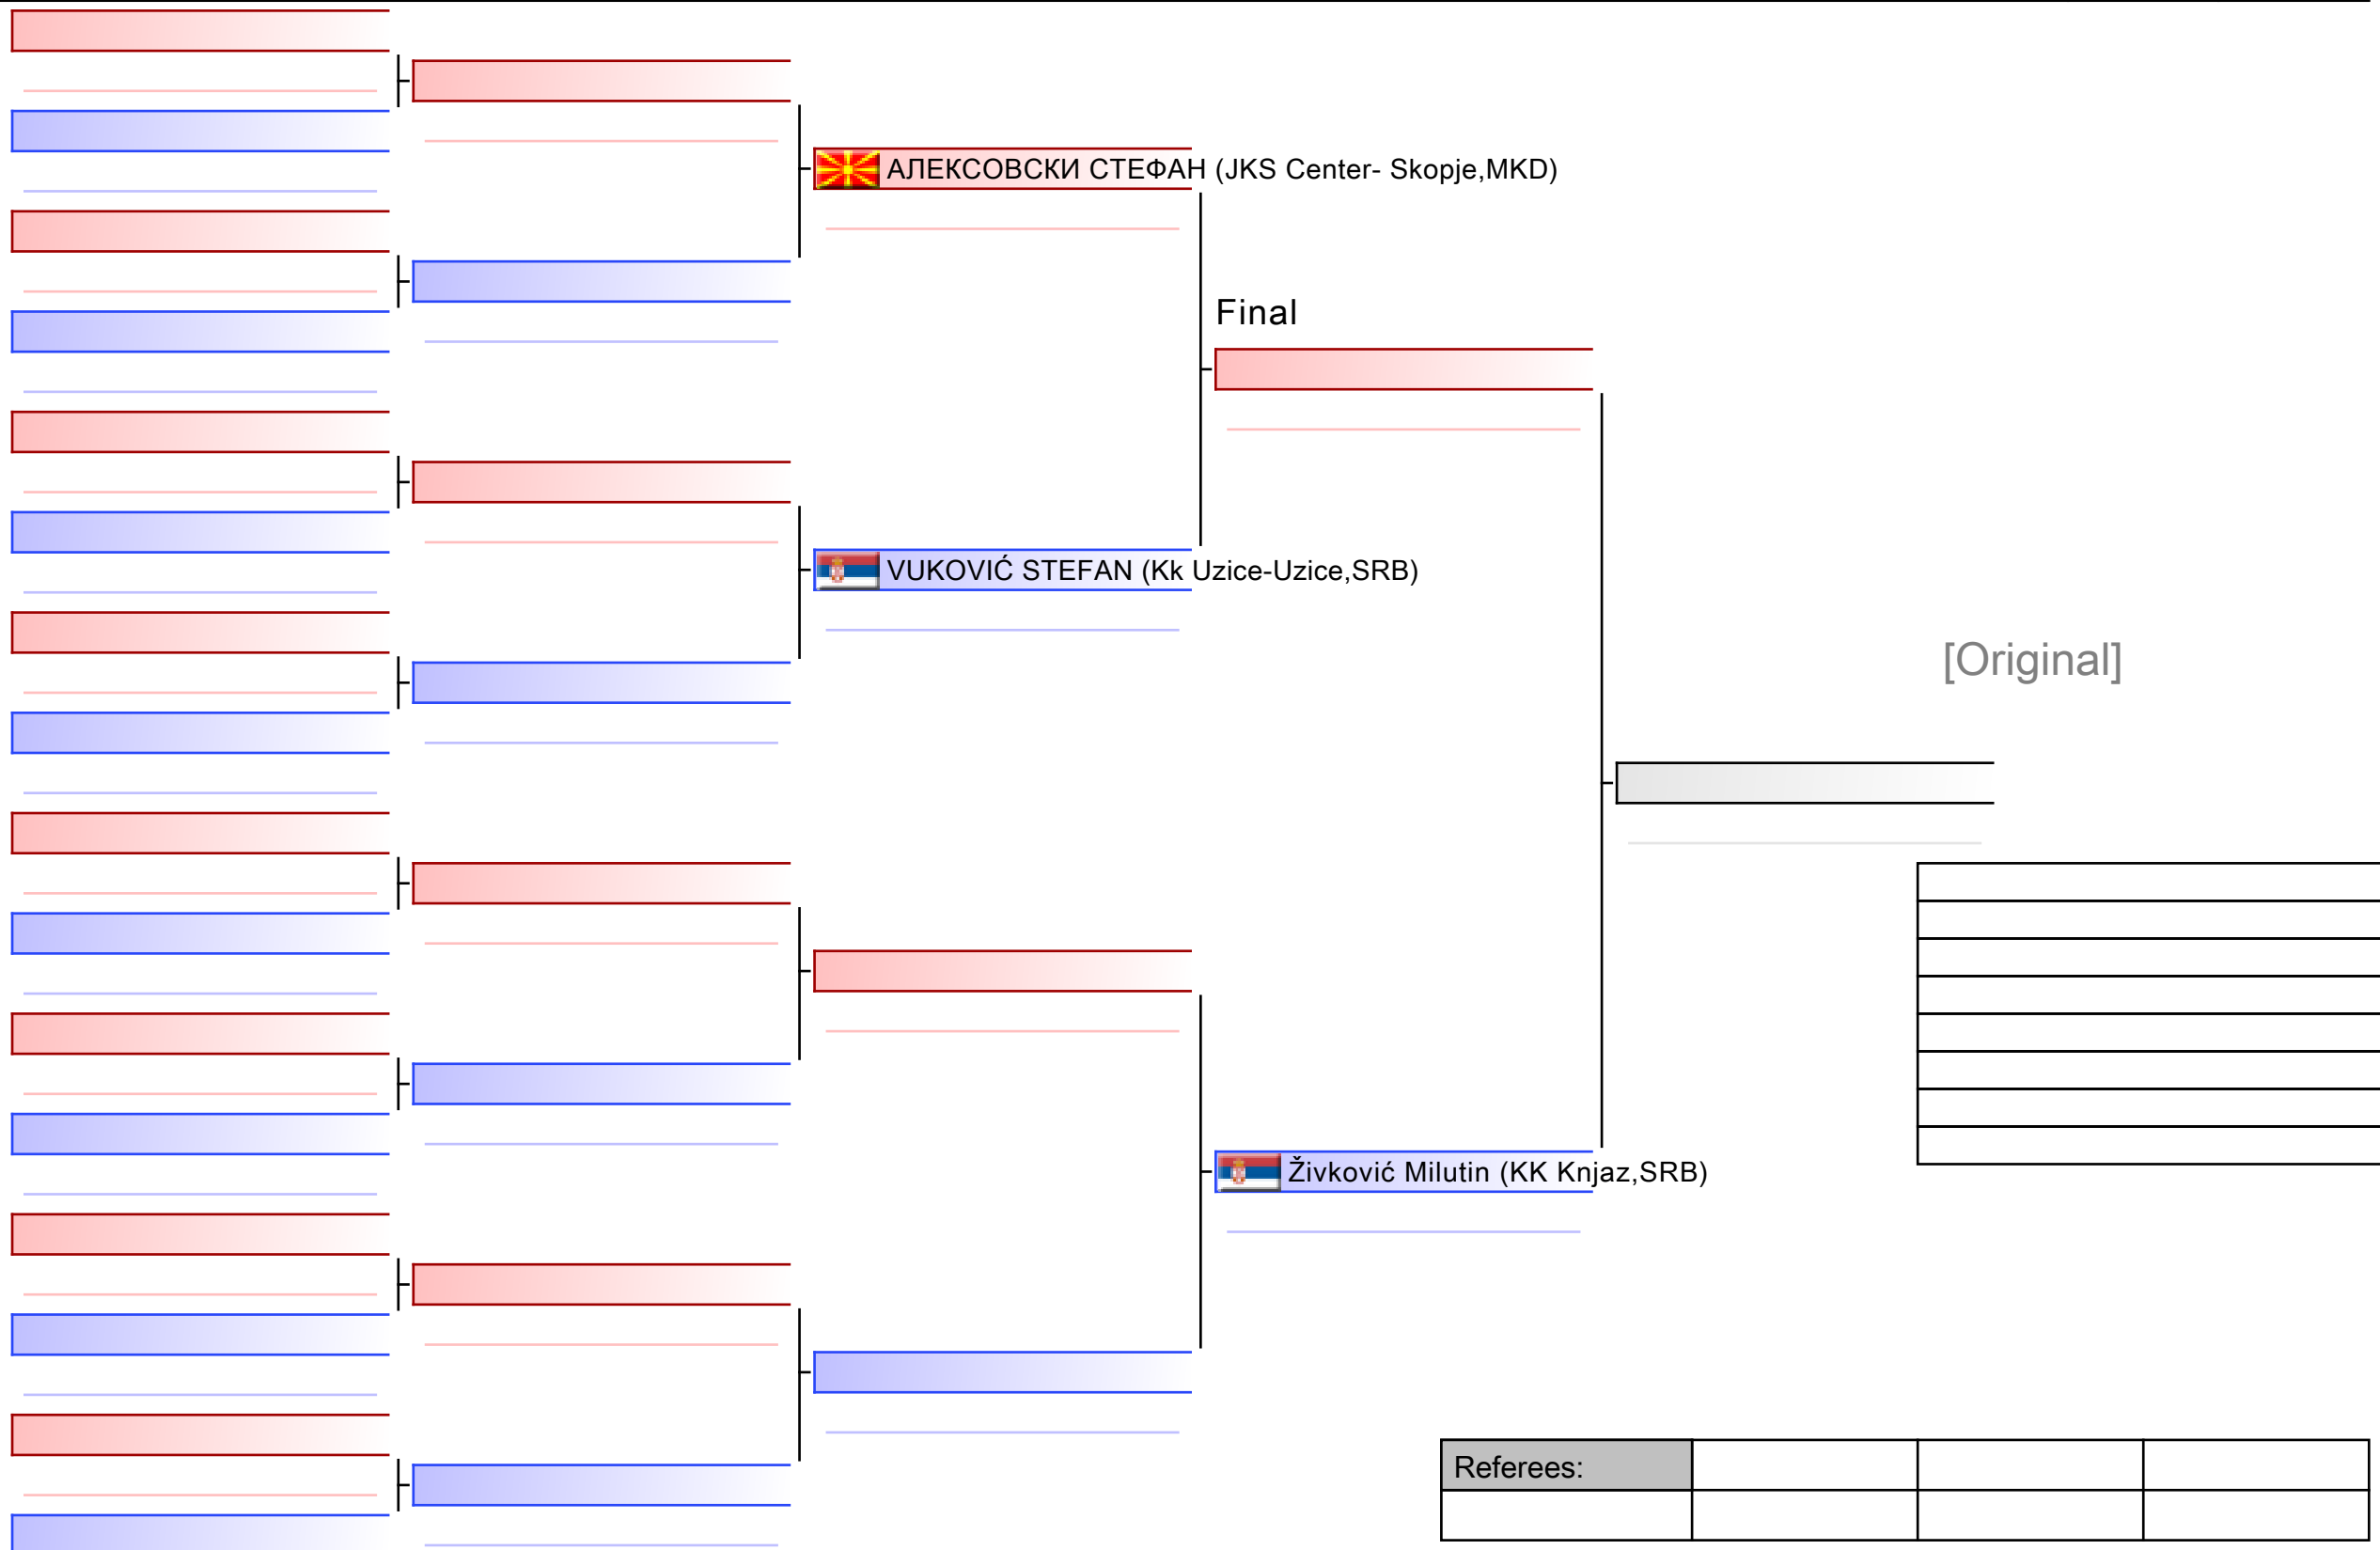 АЛЕКСОВСКИ СТЕФАН (JKS Center- Skopje,MKD)
Final
VUKOVIĆ STEFAN (Kk Uzice-Uzice,SRB)
[Original]
Živković Milutin (KK Knjaz,SRB)
Referees: